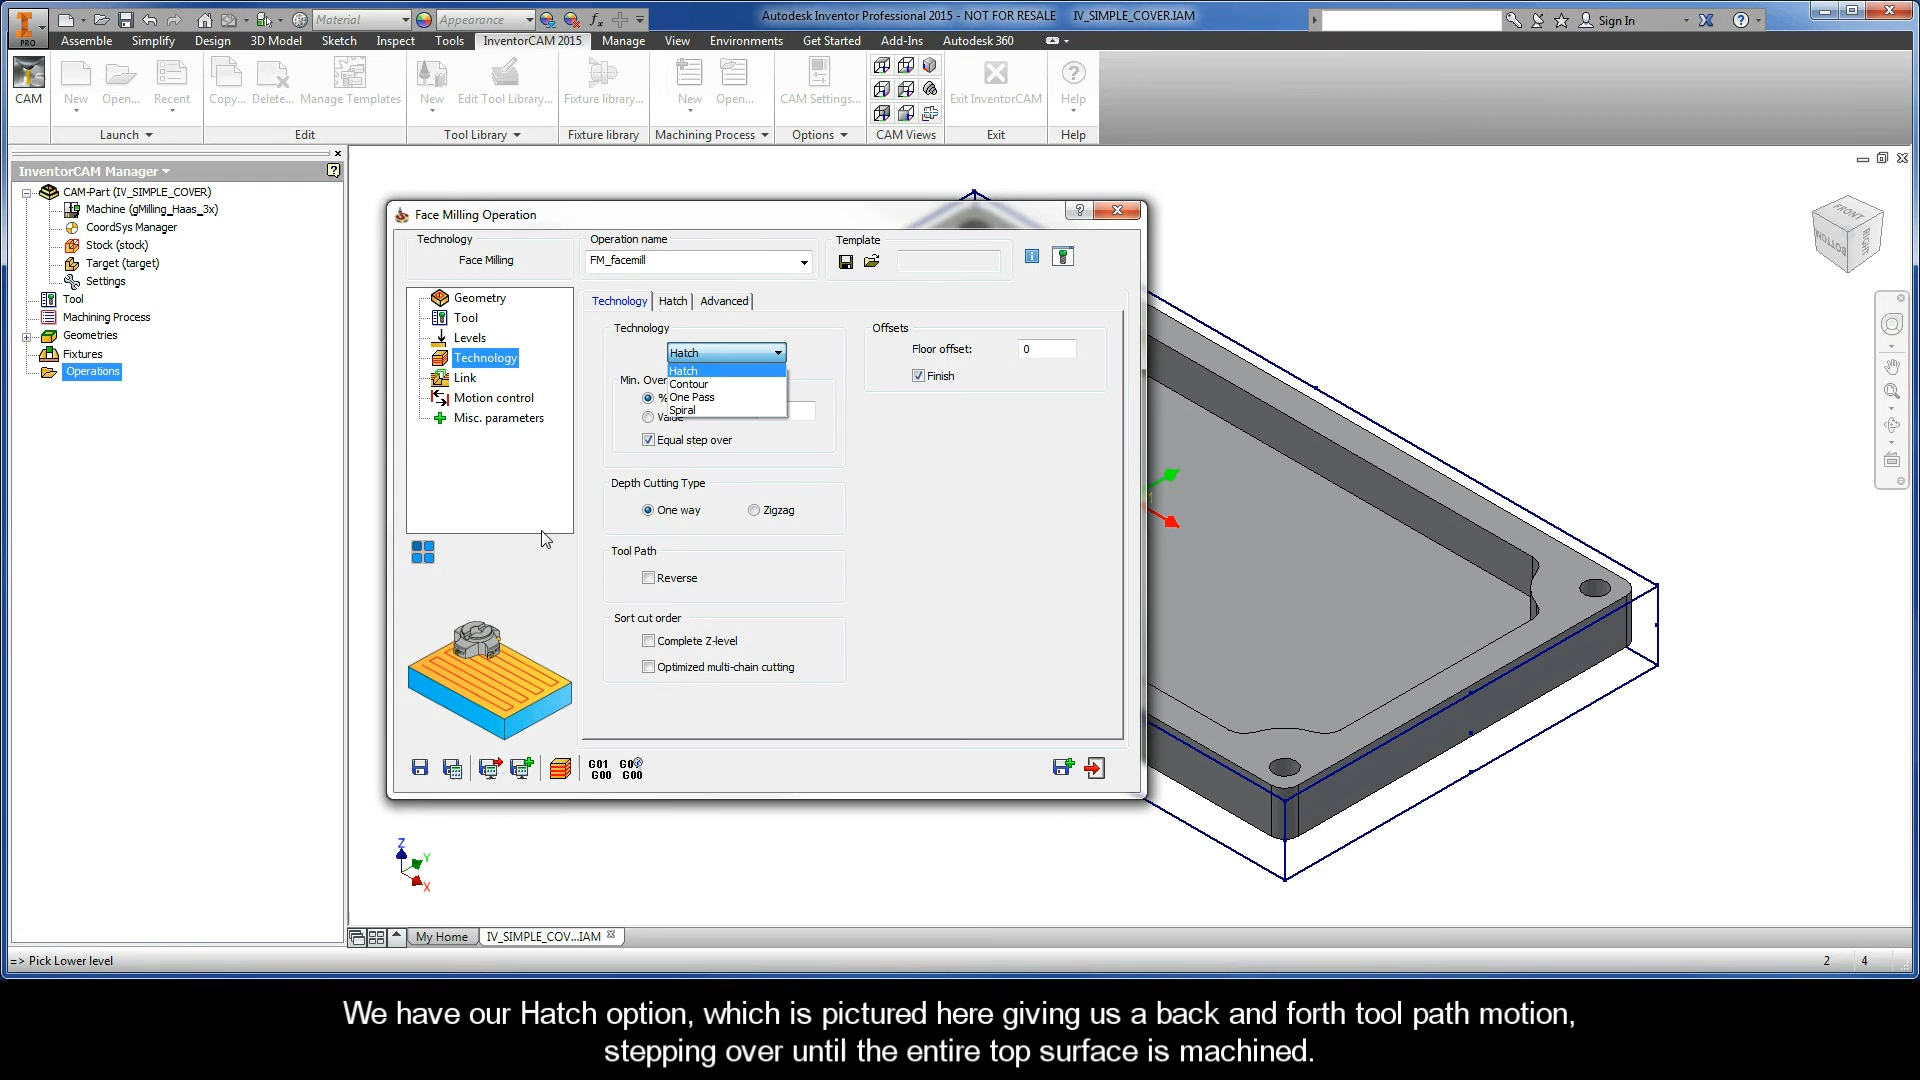 Autodesk Inventor Professional 2015 - NOT FOR RESALE IV_SIMPLE_COVER.IAM
Material Appearance Sign In
PRO
Assemble Simplify Design 3D Model Sketch Inspect Tools InventorCAM 2015 Manage View Environments Get Started Add-Ins Autodesk 360
CAM New Open... Recent Copy... Delete... Manage Templates New Edit Tool Library... Fixture library... New Open... CAM Settings... Exit InventorCAM Help
Launch Edit Tool Library Fixture library Machining Process Options CAM Views Exit Help
InventorCAM Manager
CAM-Part (IV_SIMPLE_COVER)
Machine (gMilling_Haas_3x)
CoordSys Manager
Stock (stock)
Target (target)
Settings
Tool
Machining Process
Geometries
Fixtures
Operations
Face Milling Operation
Technology
Face Milling
Operation name
FM_facemill
Template
Geometry
Tool
Levels
Technology
Link
Motion control
Misc. parameters
Technology Hatch Advanced
Technology
Hatch
Hatch
Contour
One Pass
Spiral
Min. Over
%
Value
Equal step over
Depth Cutting Type
One way Zigzag
Tool Path
Reverse
Sort cut order
Complete Z-level
Optimized multi-chain cutting
Offsets
Floor offset: 0
Finish
G01 G00 G0 G00
FRONT
RIGHT
BOTTOM
1
Z
Y
X
My Home IV_SIMPLE_COV...IAM
=> Pick Lower level
2 4
We have our Hatch option, which is pictured here giving us a back and forth tool path motion,
stepping over until the entire top surface is machined.